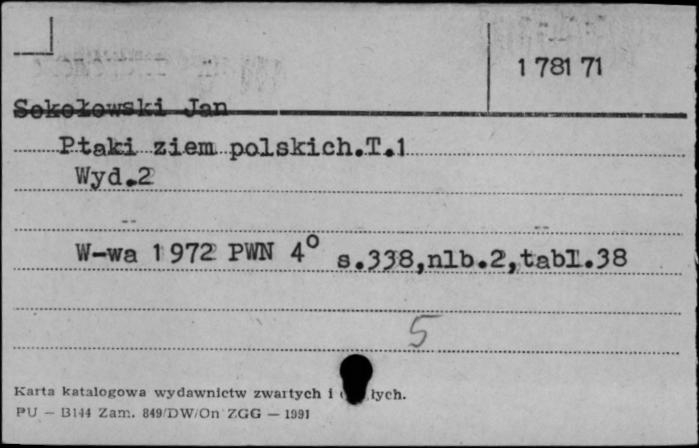 1 781 71
Sokołowski Jan
Ptaki ziem polskich.T.1
Wyd.2
W-wa 1972 PWN 4° s.338,nlb.2,tabl.38
5
Karta katalogowa wydawnictw zwartych i
PU — B144 Zam. 849/DW/On ZGG — 1991